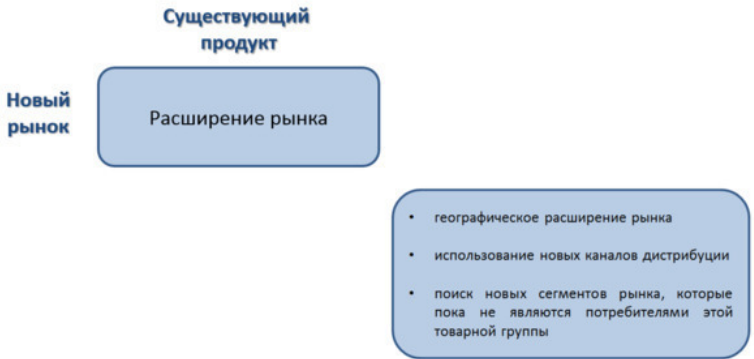 Существующий
продукт
Новый
рынок
Расширение рынка
• географическое расширение рынка
• использование новых каналов дистрибуции
• поиск новых сегментов рынка, которые
пока не являются потребителями этой
товарной группы